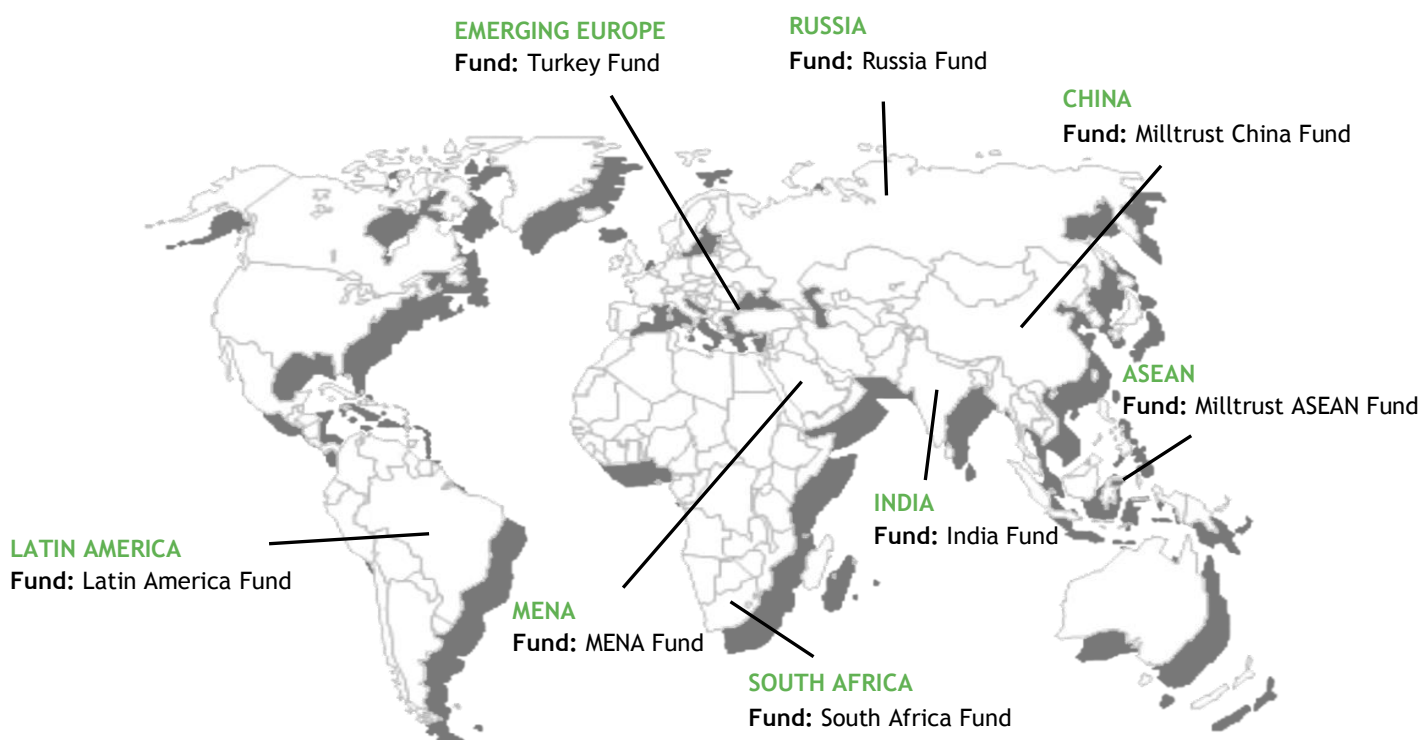 EMERGING EUROPE
Fund: Turkey Fund
RUSSIA
Fund: Russia Fund
CHINA
Fund: Milltrust China Fund
ASEAN
Fund: Milltrust ASEAN Fund
INDIA
Fund: India Fund
LATIN AMERICA
Fund: Latin America Fund
MENA
Fund: MENA Fund
SOUTH AFRICA
Fund: South Africa Fund